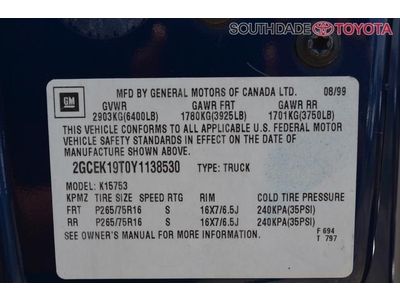 SOUTHDADE TOYOTA
GM
MFD BY GENERAL MOTORS OF CANADA LTD. 08/99
GVWR GAWR FRT GAWR RR
2903KG(6400LB) 1780KG(3925LB) 1701KG(3750LB)
THIS VEHICLE CONFORMS TO ALL APPLICABLE U.S. FEDERAL MOTOR
VEHICLE SAFETY STANDARDS IN EFFECT ON THE DATE OF
MANUFACTURE SHOWN ABOVE.
2GCEK19T0Y1138530 TYPE: TRUCK
MODEL: K15753
KPMZ TIRE SIZE SPEED RTG RIM COLD TIRE PRESSURE
FRT P265/75R16 S 16X7/6.5J 240KPA(35PSI)
RR P265/75R16 S 16X7/6.5J 240KPA(35PSI)
SEE OWNER'S MANUAL FOR MORE INFORMATION. F 694
T 797